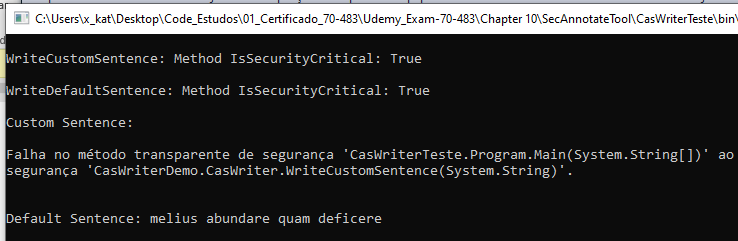 C:\Users\x_kat\Desktop\Code_Estudos\01_Certificado_70-483\Udemy_Exam-70-483\Chapter 10\SecAnnotateTool\CasWriterTeste\bin\
WriteCustomSentence: Method IsSecurityCritical: True
WriteDefaultSentence: Method IsSecurityCritical: True
Custom Sentence:
Falha no método transparente de segurança 'CasWriterTeste.Program.Main(System.String[])' ao
segurança 'CasWriterDemo.CasWriter.WriteCustomSentence(System.String)'.
Default Sentence: melius abundare quam deficere